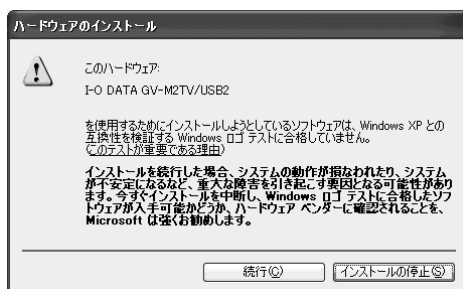 ハードウェアのインストール
このハードウェア:
I-O DATA GV-M2TV/USB2
を使用するためにインストールしようとしているソフトウェアは、Windows XP との
互換性を検証する Windows ロゴ テストに合格していません。
(このテストが重要である理由)
インストールを続行した場合、システムの動作が損なわれたり、システム
が不安定になるなど、重大な障害を引き起こす要因となる可能性があり
ます。今すぐインストールを中断し、Windows ロゴ テストに合格したソフ
トウェアが入手可能かどうか、ハードウェア ベンダーに確認されることを、
Microsoft は強くお勧めします。
続行(C) インストールの停止(S)